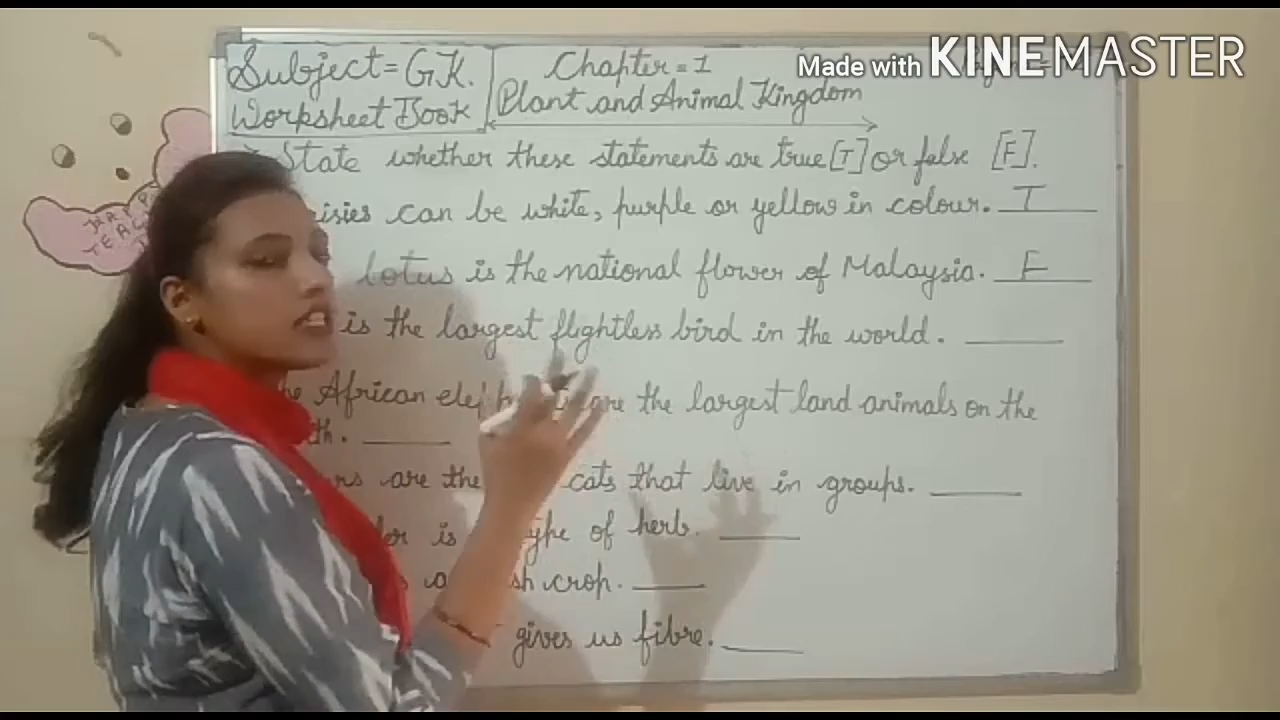 Made with KINEMASTER
Subject = G.K.
Worksheet Book
Chapter = 1
Plant and Animal Kingdom
State whether these statements are true [T] or false [F].
can be white, purple or yellow in colour. T
lotus is the national flower of Malaysia. F
is the largest flightless bird in the world.
African are the largest land animals on the
are the cats that live in groups.
is of herb.
crop.
gives us fibre.